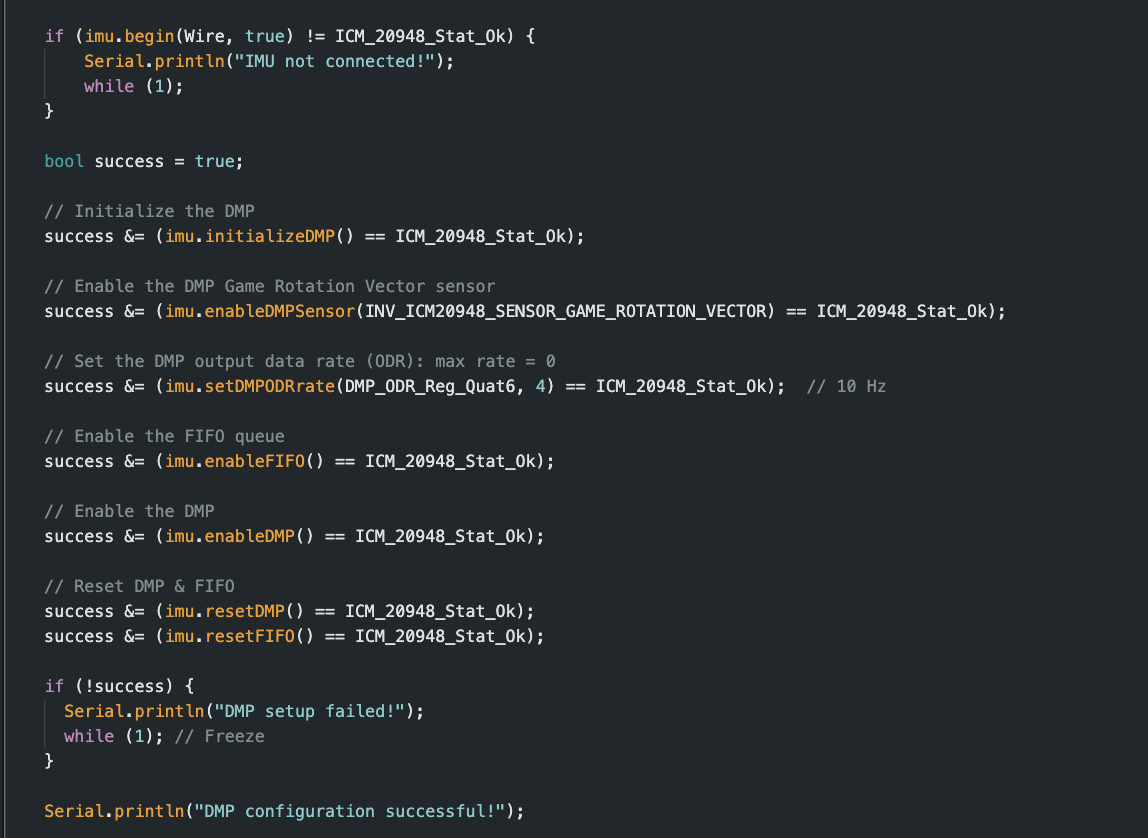 if (imu.begin(Wire, true) != ICM_20948_Stat_Ok) {
    Serial.println("IMU not connected!");
    while (1);
}

bool success = true;

// Initialize the DMP
success &= (imu.initializeDMP() == ICM_20948_Stat_Ok);

// Enable the DMP Game Rotation Vector sensor
success &= (imu.enableDMPSensor(INV_ICM20948_SENSOR_GAME_ROTATION_VECTOR) == ICM_20948_Stat_Ok);

// Set the DMP output data rate (ODR): max rate = 0
success &= (imu.setDMPODRrate(DMP_ODR_Reg_Quat6, 4) == ICM_20948_Stat_Ok);  // 10 Hz

// Enable the FIFO queue
success &= (imu.enableFIFO() == ICM_20948_Stat_Ok);

// Enable the DMP
success &= (imu.enableDMP() == ICM_20948_Stat_Ok);

// Reset DMP & FIFO
success &= (imu.resetDMP() == ICM_20948_Stat_Ok);
success &= (imu.resetFIFO() == ICM_20948_Stat_Ok);

if (!success) {
  Serial.println("DMP setup failed!");
  while (1); // Freeze
}

Serial.println("DMP configuration successful!");